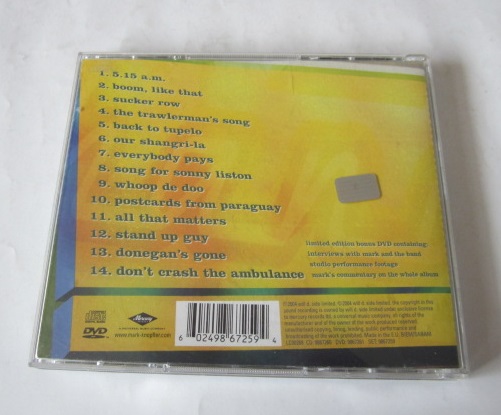 1. 5.15 a.m.
2. boom, like that
3. sucker row
4. the trawlerman's song
5. back to tupelo
6. our shangri-la
7. everybody pays
8. song for sonny liston
9. whoop de doo
10. postcards from paraguay
11. all that matters
12. stand up guy
13. donegan's gone
14. don't crash the ambulance
limited edition bonus DVD containing:
interviews with mark and the band
studio performance footage
mark's commentary on the whole album
DVD
Mercury
www.mark-knopfler.com
6 02498 67259 4